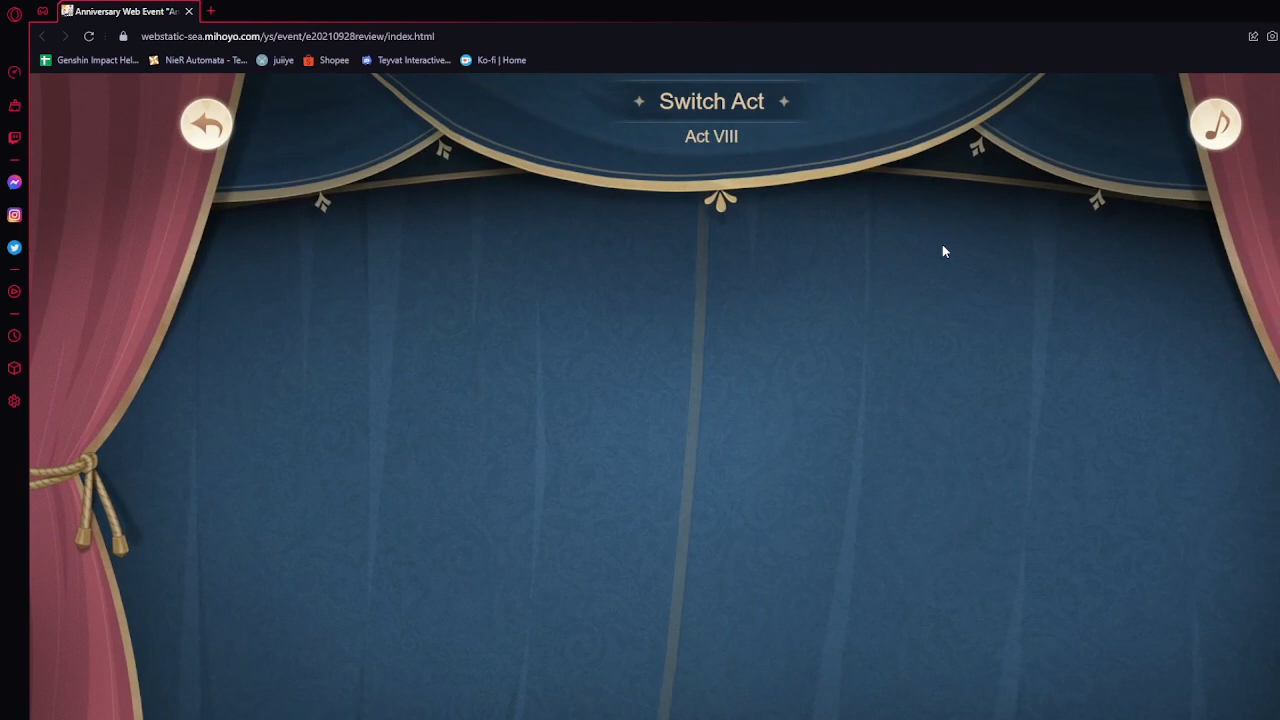 Anniversary Web Event "An
webstatic-sea.mihoyo.com/ys/event/e20210928review/index.html
Genshin Impact Hel...
NieR Automata - Te...
juiiye
Shopee
Teyvat Interactive...
Ko-fi | Home
Switch Act
Act VIII